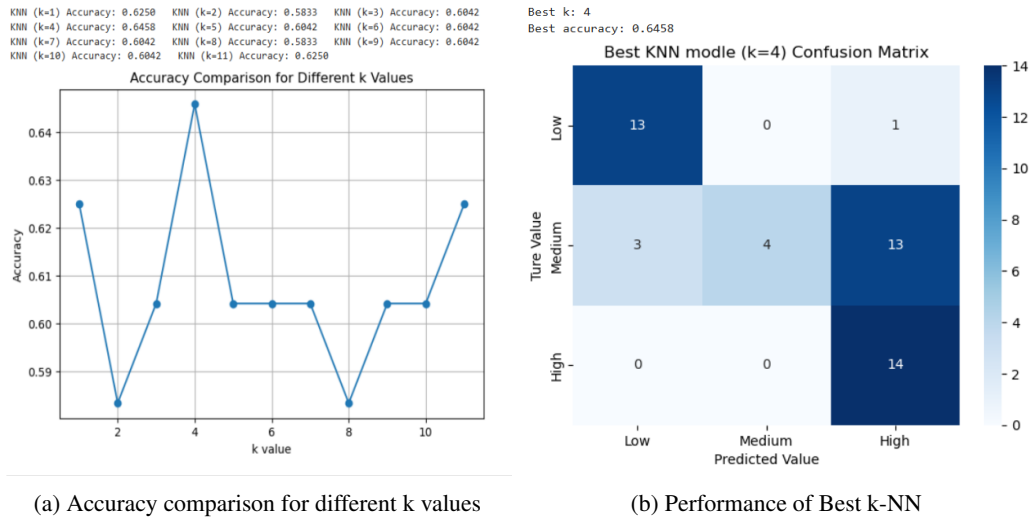 KNN (k=1) Accuracy: 0.6250 KNN (k=2) Accuracy: 0.5833 KNN (k=3) Accuracy: 0.6042
KNN (k=4) Accuracy: 0.6458 KNN (k=5) Accuracy: 0.6042 KNN (k=6) Accuracy: 0.6042
KNN (k=7) Accuracy: 0.6042 KNN (k=8) Accuracy: 0.5833 KNN (k=9) Accuracy: 0.6042
KNN (k=10) Accuracy: 0.6042 KNN (k=11) Accuracy: 0.6250
Accuracy Comparison for Different k Values
Accuracy
0.64
0.63
0.62
0.61
0.60
0.59
2 4 6 8 10
k value
(a) Accuracy comparison for different k values
Best k: 4
Best accuracy: 0.6458
Best KNN modle (k=4) Confusion Matrix
Ture Value
Low
13 0 1
Medium
3 4 13
High
0 0 14
Low Medium High
Predicted Value
14
12
10
8
6
4
2
0
(b) Performance of Best k-NN